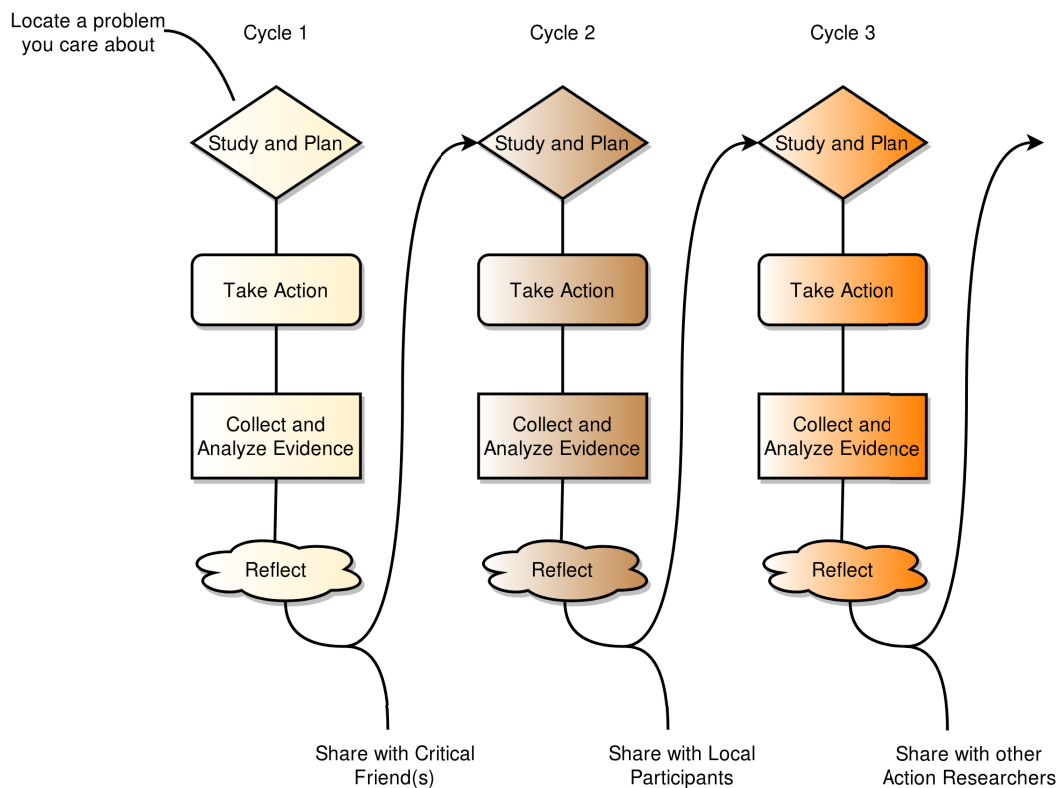 Locate a problem
you care about
Cycle 1
Study and Plan
Take Action
Collect and
Analyze Evidence
Reflect
Share with Critical
Friend(s)
Cycle 2
Study and Plan
Take Action
Collect and
Analyze Evidence
Reflect
Share with Local
Participants
Cycle 3
Study and Plan
Take Action
Collect and
Analyze Evidence
Reflect
Share with other
Action Researchers